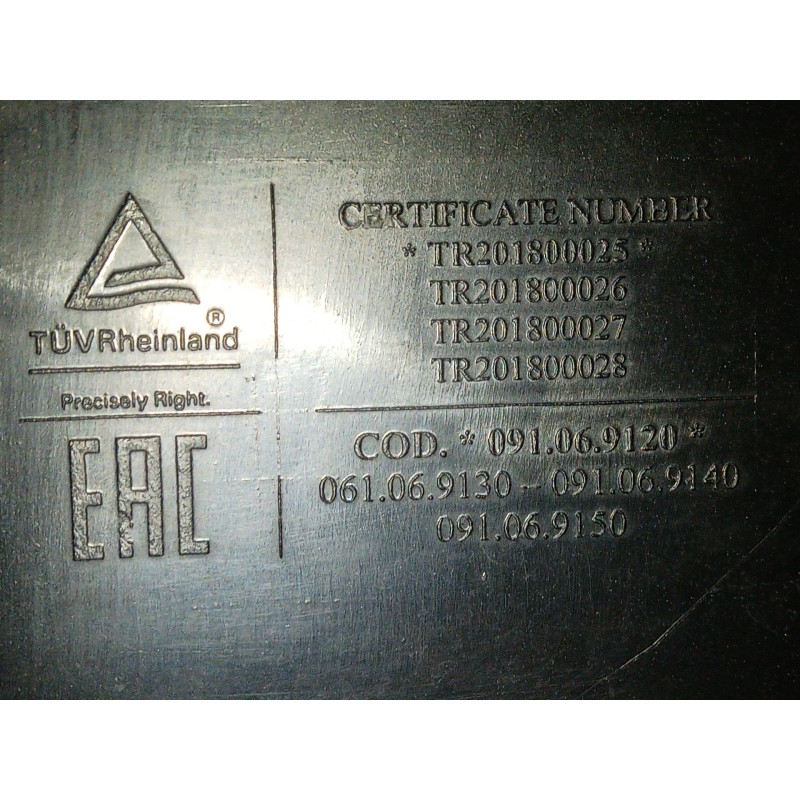 TÜVRheinland®
Precisely Right.
EAC
CERTIFICATE NUMBER
* TR201800025 *
TR201800026
TR201800027
TR201800028
COD. * 091.06.9120 *
061.06.9130 - 091.06.9140
091.06.9150